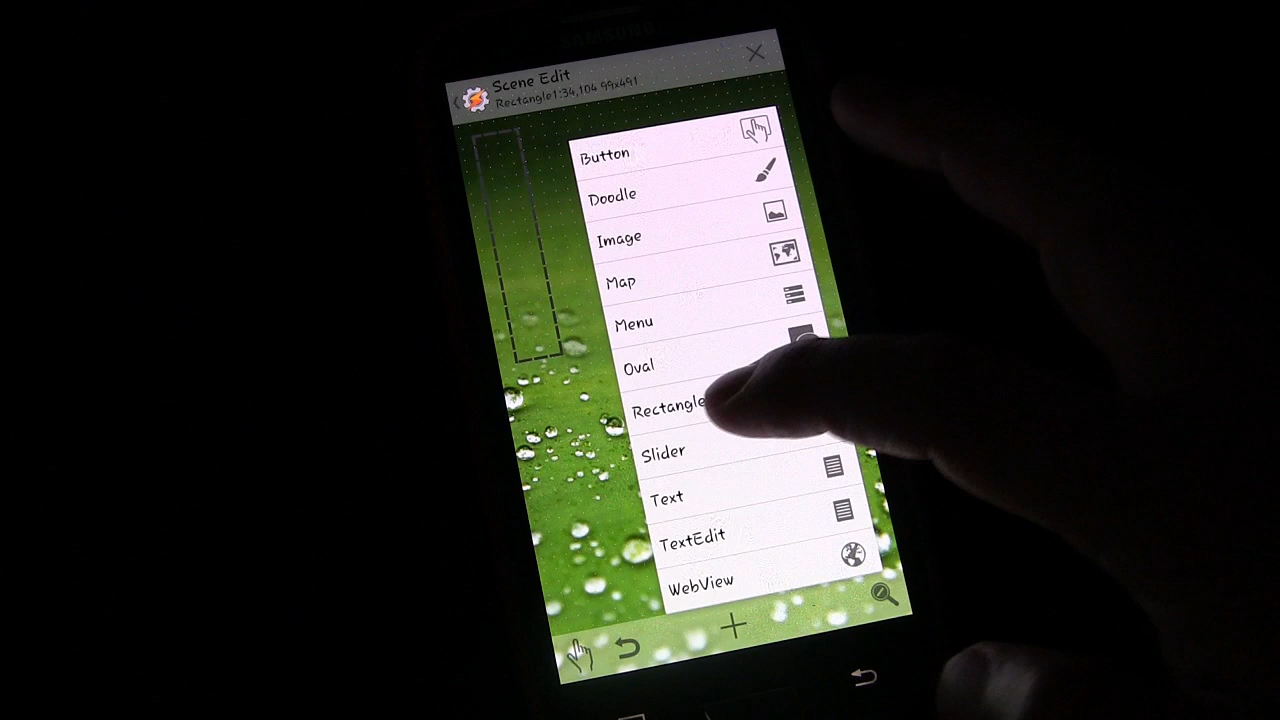 SAMSUNG
Scene Edit
Rectangle1:34,104 99x491
Button
Doodle
Image
Map
Menu
Oval
Rectangle
Slider
Text
TextEdit
WebView